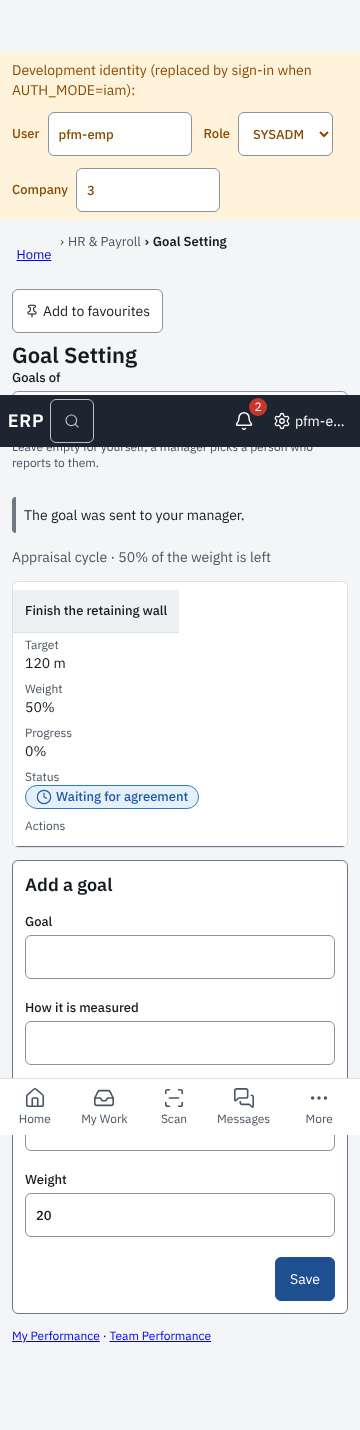 Development identity (replaced by sign-in when
AUTH_MODE=iam):
User pfm-emp Role SYSADM
Company 3
Home › HR & Payroll › Goal Setting
Add to favourites
Goal Setting
Goals of
ERP 2 pfm-e...
Leave empty for yourself; a manager picks a person who
reports to them.
The goal was sent to your manager.
Appraisal cycle · 50% of the weight is left
Finish the retaining wall
Target
120 m
Weight
50%
Progress
0%
Status
Waiting for agreement
Actions
Add a goal
Goal
How it is measured
Home My Work Scan Messages More
Weight
20
Save
My Performance · Team Performance